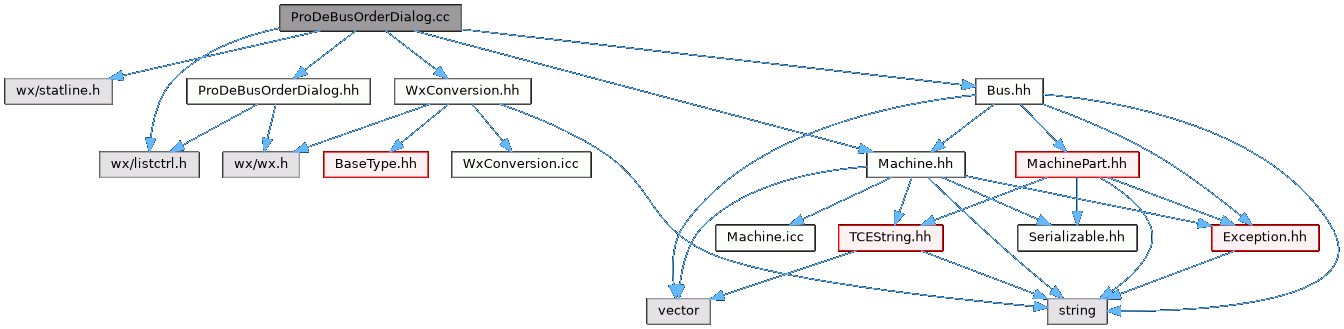 ProDeBusOrderDialog.cc
wx/statline.h
ProDeBusOrderDialog.hh
WxConversion.hh
Bus.hh
wx/listctrl.h
wx/wx.h
BaseType.hh
WxConversion.icc
Machine.hh
MachinePart.hh
Machine.icc
TCEString.hh
Serializable.hh
Exception.hh
vector
string